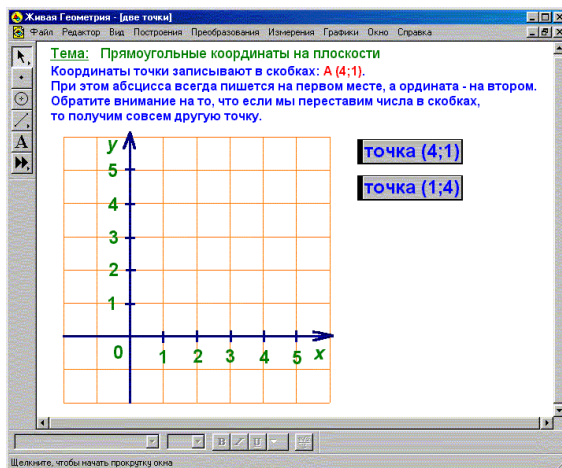 Живая Геометрия - [две точки]
Файл Редактор Вид Построения Преобразования Измерения Графики Окно Справка
Тема: Прямоугольные координаты на плоскости
Координаты точки записывают в скобках: А (4;1).
При этом абсцисса всегда пишется на первом месте, а ордината - на втором.
Обратите внимание на то, что если мы переставим числа в скобках,
то получим совсем другую точку.
A
y
точка (4;1)
5
точка (1;4)
4
3
2
1
0 1 2 3 4 5 x
B I U
Щелкните, чтобы начать прокрутку окна